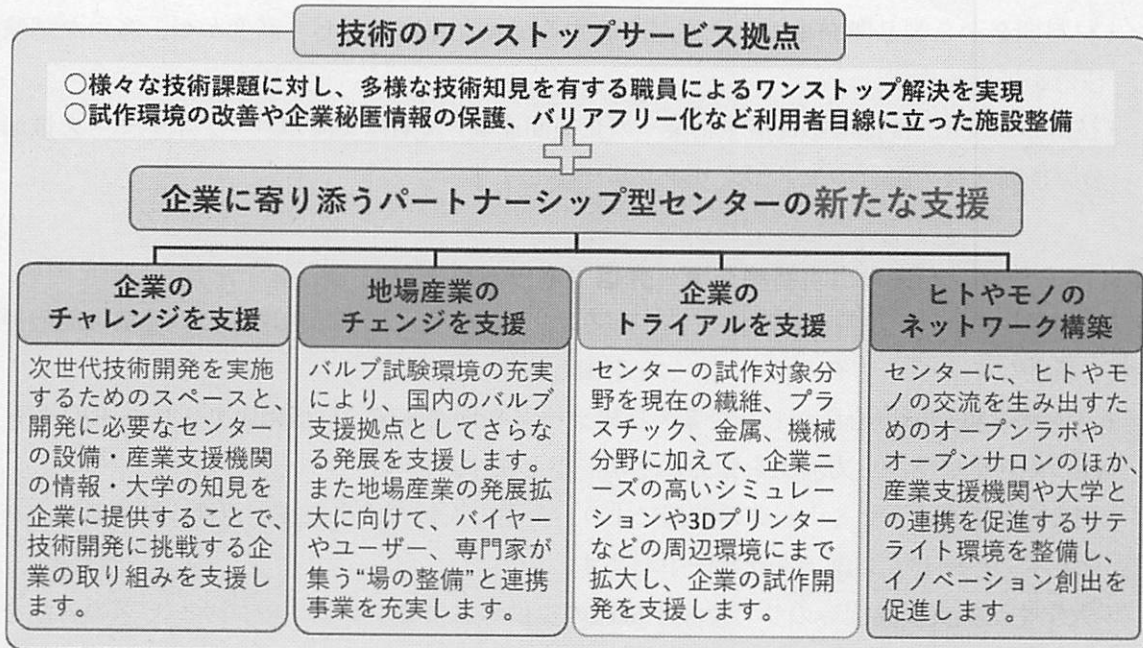 技術のワンストップサービス拠点
○様々な技術課題に対し、多様な技術知見を有する職員によるワンストップ解決を実現
○試作環境の改善や企業秘匿情報の保護、バリアフリー化など利用者目線に立った施設整備
企業に寄り添うパートナーシップ型センターの新たな支援
企業の
チャレンジを支援
次世代技術開発を実施
するためのスペースと、
開発に必要なセンター
の設備・産業支援機関
の情報・大学の知見を
企業に提供することで、
技術開発に挑戦する企
業の取り組みを支援し
ます。
地場産業の
チェンジを支援
バルブ試験環境の充実
により、国内のバルブ
支援拠点としてさらな
る発展を支援します。
また地場産業の発展拡
大に向けて、バイヤー
やユーザー、専門家が
集う“場の整備”と連携
事業を充実します。
企業の
トライアルを支援
センターの試作対象分
野を現在の繊維、プラ
スチック、金属、機械
分野に加えて、企業ニ
ーズの高いシミュレー
ションや3Dプリンター
などの周辺環境にまで
拡大し、企業の試作開
発を支援します。
ヒトやモノの
ネットワーク構築
センターに、ヒトやモ
ノの交流を生み出すた
めのオープンラボや
オープンサロンのほか、
産業支援機関や大学と
の連携を促進するサテ
ライト環境を整備し、
イノベーション創出を
促進します。